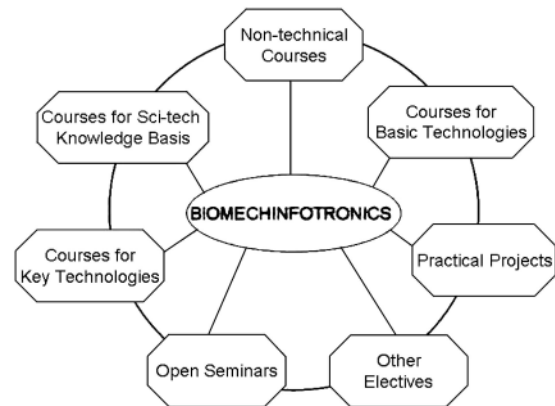 Non-technical
Courses
Courses for Sci-tech
Knowledge Basis
Courses for
Basic Technologies
BIOMECHINFOTRONICS
Courses for
Key Technologies
Practical Projects
Open Seminars
Other
Electives